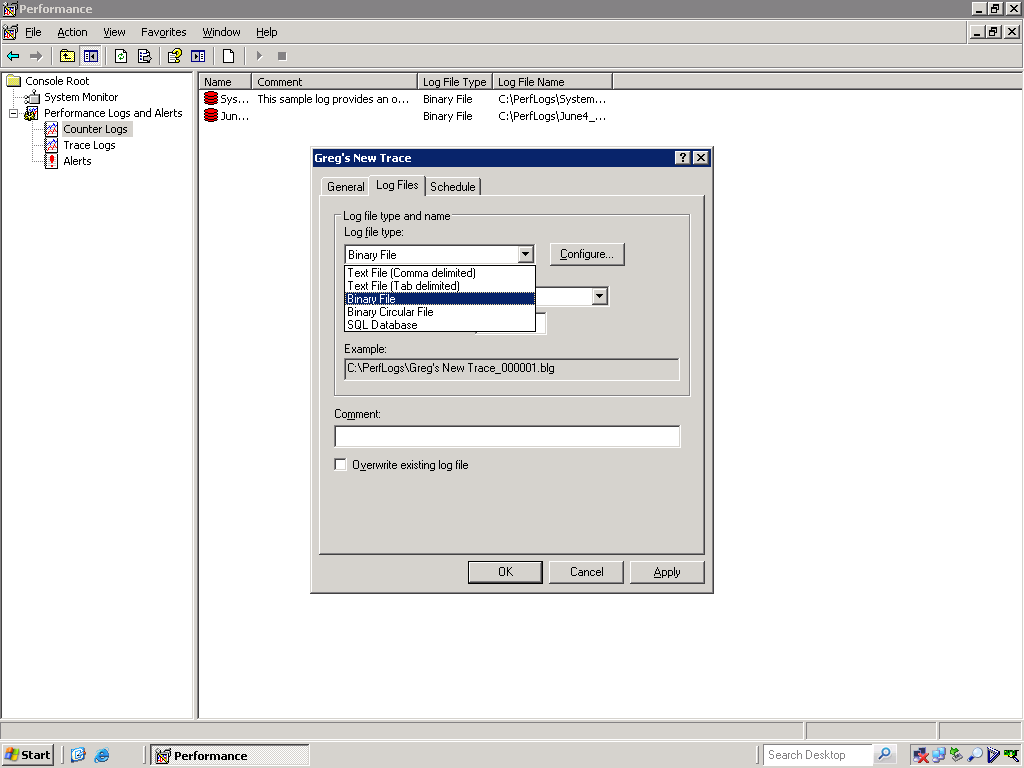 Performance
File Action View Favorites Window Help
Console Root
System Monitor
Performance Logs and Alerts
Counter Logs
Trace Logs
Alerts
Name Comment Log File Type Log File Name
Sys... This sample log provides an o... Binary File C:\PerfLogs\System...
Jun... Binary File C:\PerfLogs\June4_...
Greg's New Trace
General Log Files Schedule
Log file type and name
Log file type:
Binary File Configure...
Text File (Comma delimited)
Text File (Tab delimited)
Binary File
Binary Circular File
SQL Database
Example:
C:\PerfLogs\Greg's New Trace_000001.blg
Comment:
Overwrite existing log file
OK Cancel Apply
Start Performance Search Desktop